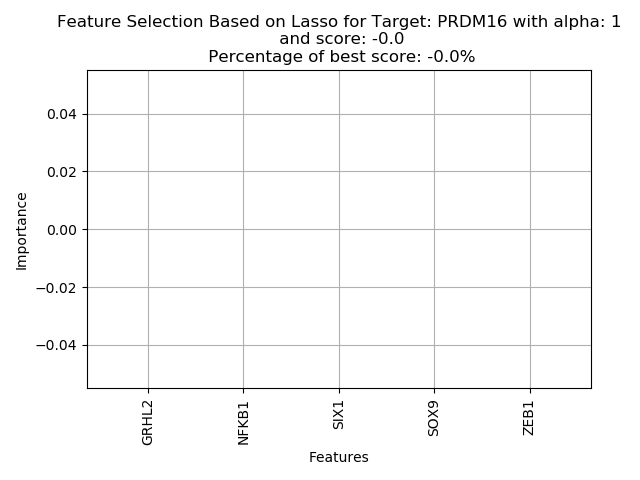 Feature Selection Based on Lasso for Target: PRDM16 with alpha: 1
and score: -0.0
Percentage of best score: -0.0%
0.04
0.02
0.00
−0.02
−0.04
Importance
GRHL2
NFKB1
SIX1
SOX9
ZEB1
Features